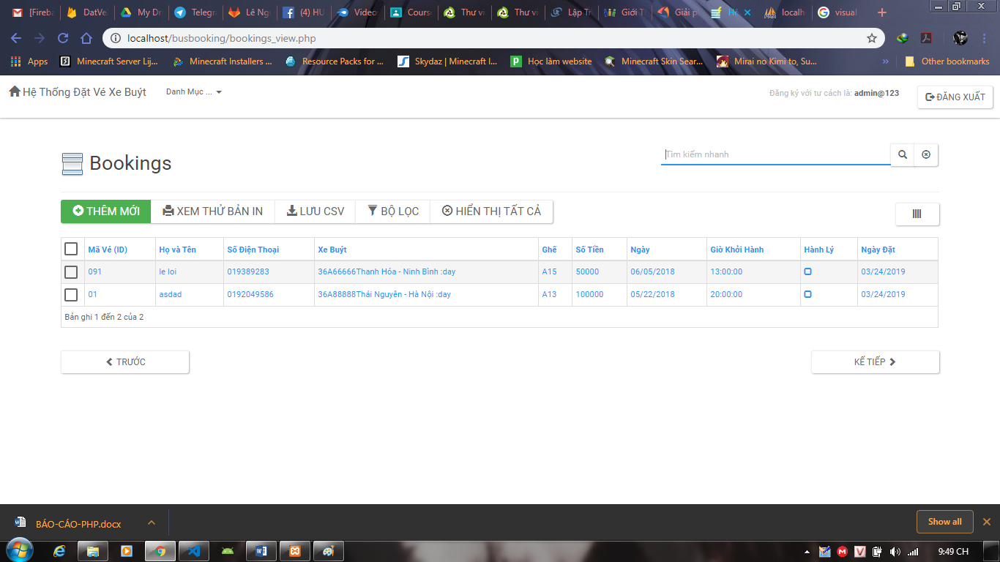 [Fireba DatVe My Dr Telegra Lê Ng (4) HU Video Course Thư vi Thư vi Lập Tr Giới T Giải p Hệ localh visual
localhost/busbooking/bookings_view.php
Apps Minecraft Server Lij... Minecraft Installers ... Resource Packs for ... Skydaz | Minecraft I... Học làm website Minecraft Skin Sear... Mirai no Kimi to, Su... » Other bookmarks
Hệ Thống Đặt Vé Xe Buýt Danh Mục ... Đăng ký với tư cách là: admin@123 ĐĂNG XUẤT
Bookings Tìm kiếm nhanh
THÊM MỚI XEM THỬ BẢN IN LƯU CSV BỘ LỌC HIỂN THỊ TẤT CẢ
Mã Vé (ID) Họ và Tên Số Điện Thoại Xe Buýt Ghế Số Tiền Ngày Giờ Khởi Hành Hành Lý Ngày Đặt
091 le loi 019389283 36A66666Thanh Hóa - Ninh Bình :day A15 50000 06/05/2018 13:00:00 03/24/2019
01 asdad 0192049586 36A88888Thái Nguyên - Hà Nội :day A13 100000 05/22/2018 20:00:00 03/24/2019
Bản ghi 1 đến 2 của 2
TRƯỚC KẾ TIẾP
BÁO-CÁO-PHP.docx Show all
9:49 CH